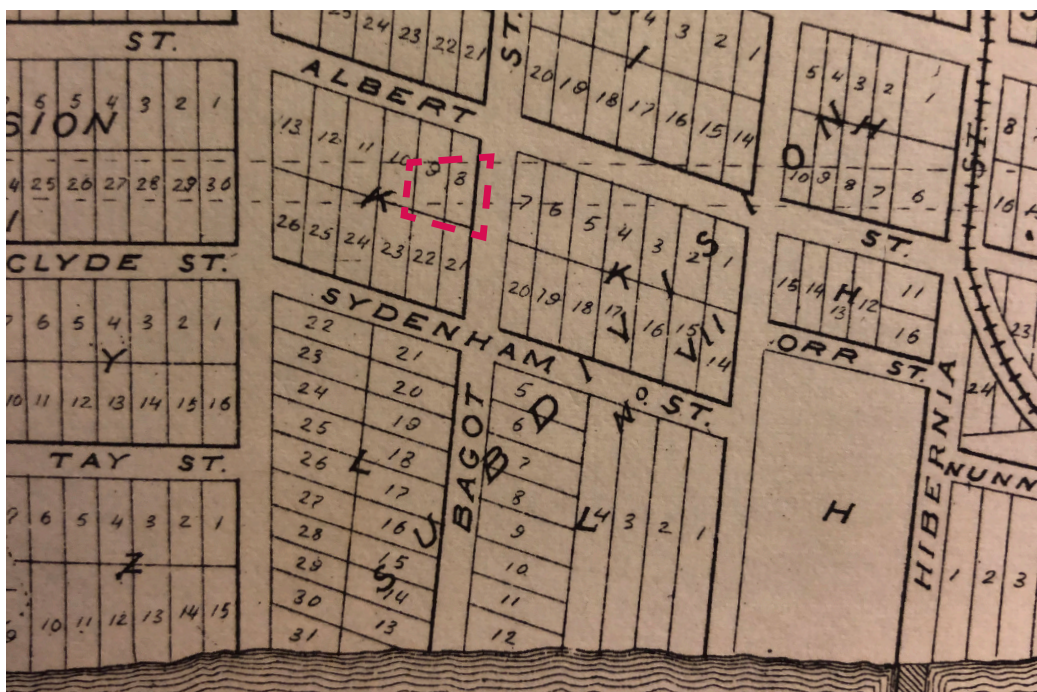 ST.
24 23 22 21
ST.
4 3 2 1
I
20 19 18 17 16 15 14
5 4 3 2 1
N H
O
10 9 8 7 6
ST.
8
16
ALBERT
6 5 4 3 2 1
SION
25 26 27 28 29 30
13 12 11 10 9 8
K
26 25 24 23 22 21
7 6 5 4 3 2 1
S
K I
V VII
20 19 18 17 16 15 14
ST.
15 14 H 12 11
13
16
ORR ST.
CLYDE ST.
6 5 4 3 2 1
Y
10 11 12 13 14 15 16
SYDENHAM ST.
I
No.
22 21
23 20
24 19
25 18
26 L 17
27 16
28 15
29 14
30 13
31
S
U
BAGOT
5
6
7
8
9
10
11
12
D
B
L 4 3 2 1
H
HIBERNIA
23
24
NUNN
1 2 3
TAY ST.
6 5 4 3 2 1
Z
10 11 12 13 14 15